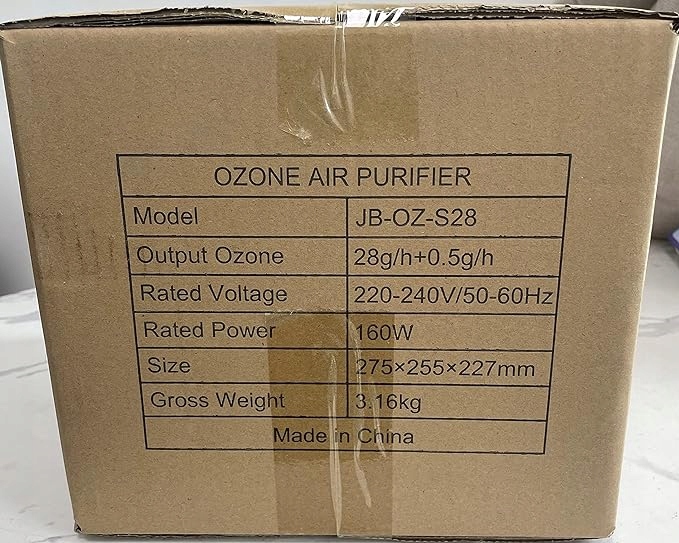 OZONE AIR PURIFIER
Model JB-OZ-S28
Output Ozone 28g/h+0.5g/h
Rated Voltage 220-240V/50-60Hz
Rated Power 160W
Size 275×255×227mm
Gross Weight 3.16kg
Made in China